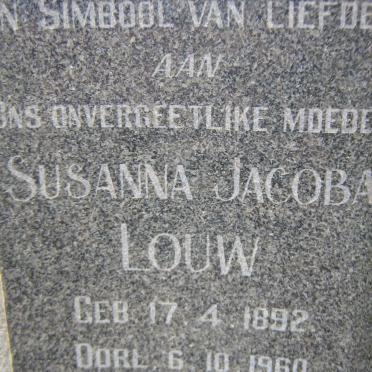 'N SIMBOOL VAN LIEFDE
AAN
ONS ONVERGEETLIKE MOEDE
SUSANNA JACOBA
LOUW
GEB. 17. 4. 1892.
OORL. 6. 10. 1960.